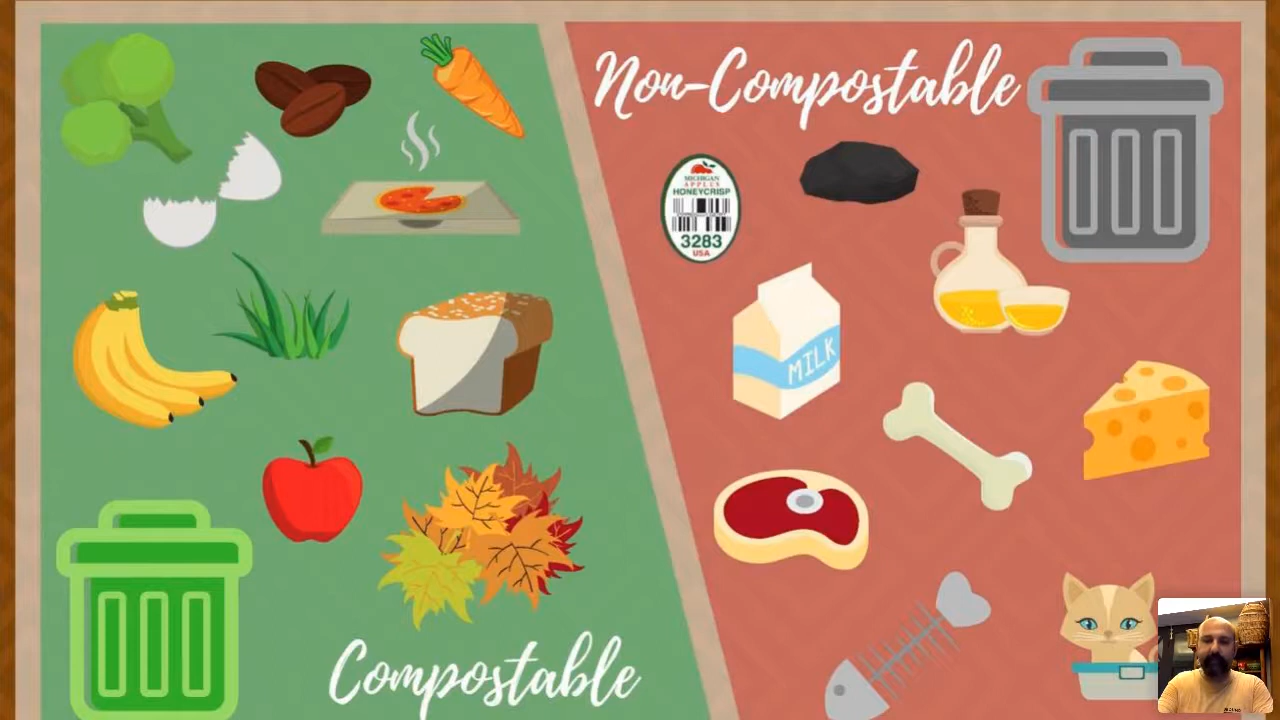 Non-Compostable
MICHIGAN
APPLES
HONEYCRISP
3283
USA
MILK
Compostable